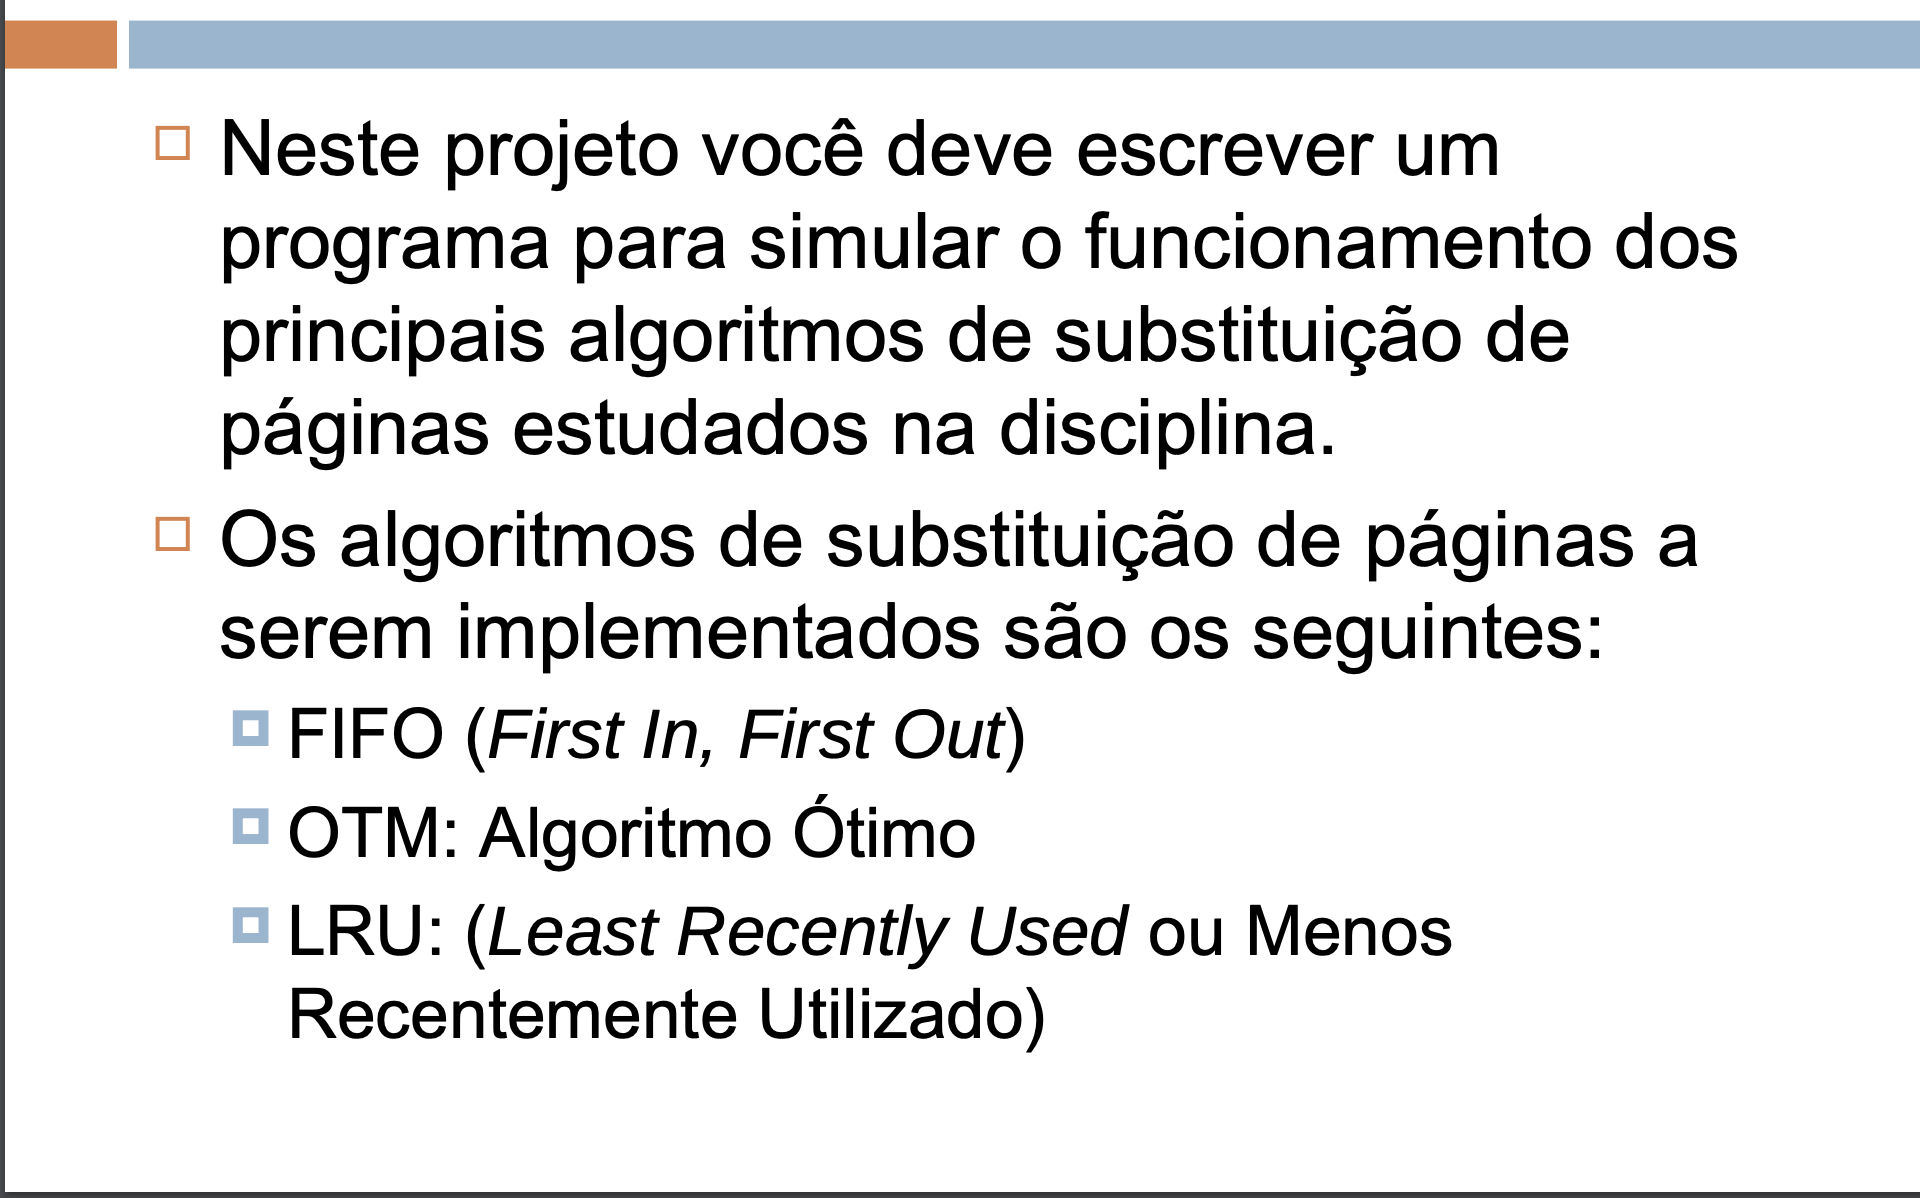 Neste projeto você deve escrever um
programa para simular o funcionamento dos
principais algoritmos de substituição de
páginas estudados na disciplina.
Os algoritmos de substituição de páginas a
serem implementados são os seguintes:
FIFO (First In, First Out)
OTM: Algoritmo Ótimo
LRU: (Least Recently Used ou Menos
Recentemente Utilizado)